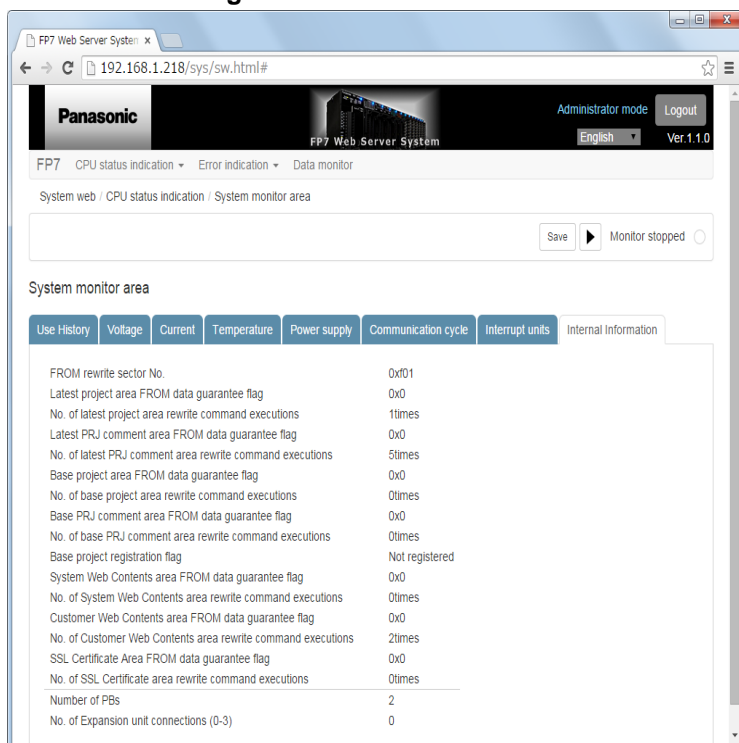 FP7 Web Server System ×
192.168.1.218/sys/sw.html#
Panasonic
FP7 Web Server System
Administrator mode Logout
English Ver.1.1.0
FP7 CPU status indication Error indication Data monitor
System web / CPU status indication / System monitor area
Save Monitor stopped
System monitor area
Use History Voltage Current Temperature Power supply Communication cycle Interrupt units Internal Information
FROM rewrite sector No. 0xf01
Latest project area FROM data guarantee flag 0x0
No. of latest project area rewrite command executions 1times
Latest PRJ comment area FROM data guarantee flag 0x0
No. of latest PRJ comment area rewrite command executions 5times
Base project area FROM data guarantee flag 0x0
No. of base project area rewrite command executions 0times
Base PRJ comment area FROM data guarantee flag 0x0
No. of base PRJ comment area rewrite command executions 0times
Base project registration flag Not registered
System Web Contents area FROM data guarantee flag 0x0
No. of System Web Contents area rewrite command executions 0times
Customer Web Contents area FROM data guarantee flag 0x0
No. of Customer Web Contents area rewrite command executions 2times
SSL Certificate Area FROM data guarantee flag 0x0
No. of SSL Certificate area rewrite command executions 0times
Number of PBs 2
No. of Expansion unit connections (0-3) 0